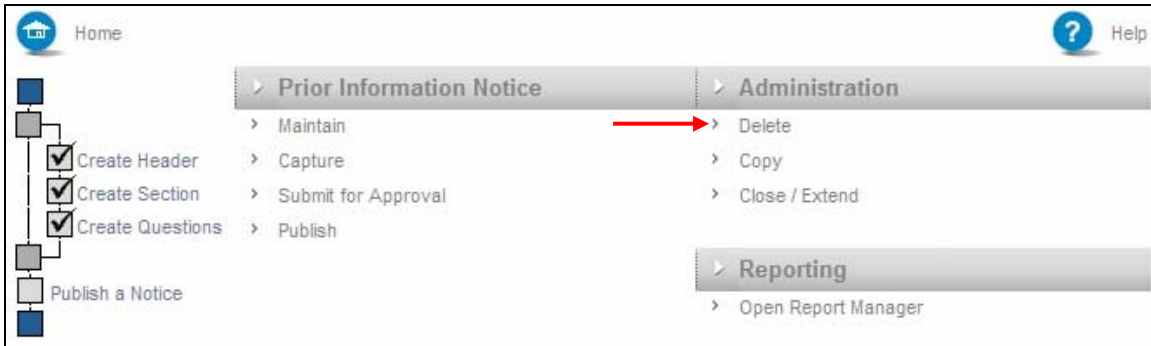 Home
?
Help
Create Header
Create Section
Create Questions
Publish a Notice
Prior Information Notice
Maintain
Capture
Submit for Approval
Publish
Administration
Delete
Copy
Close / Extend
Reporting
Open Report Manager